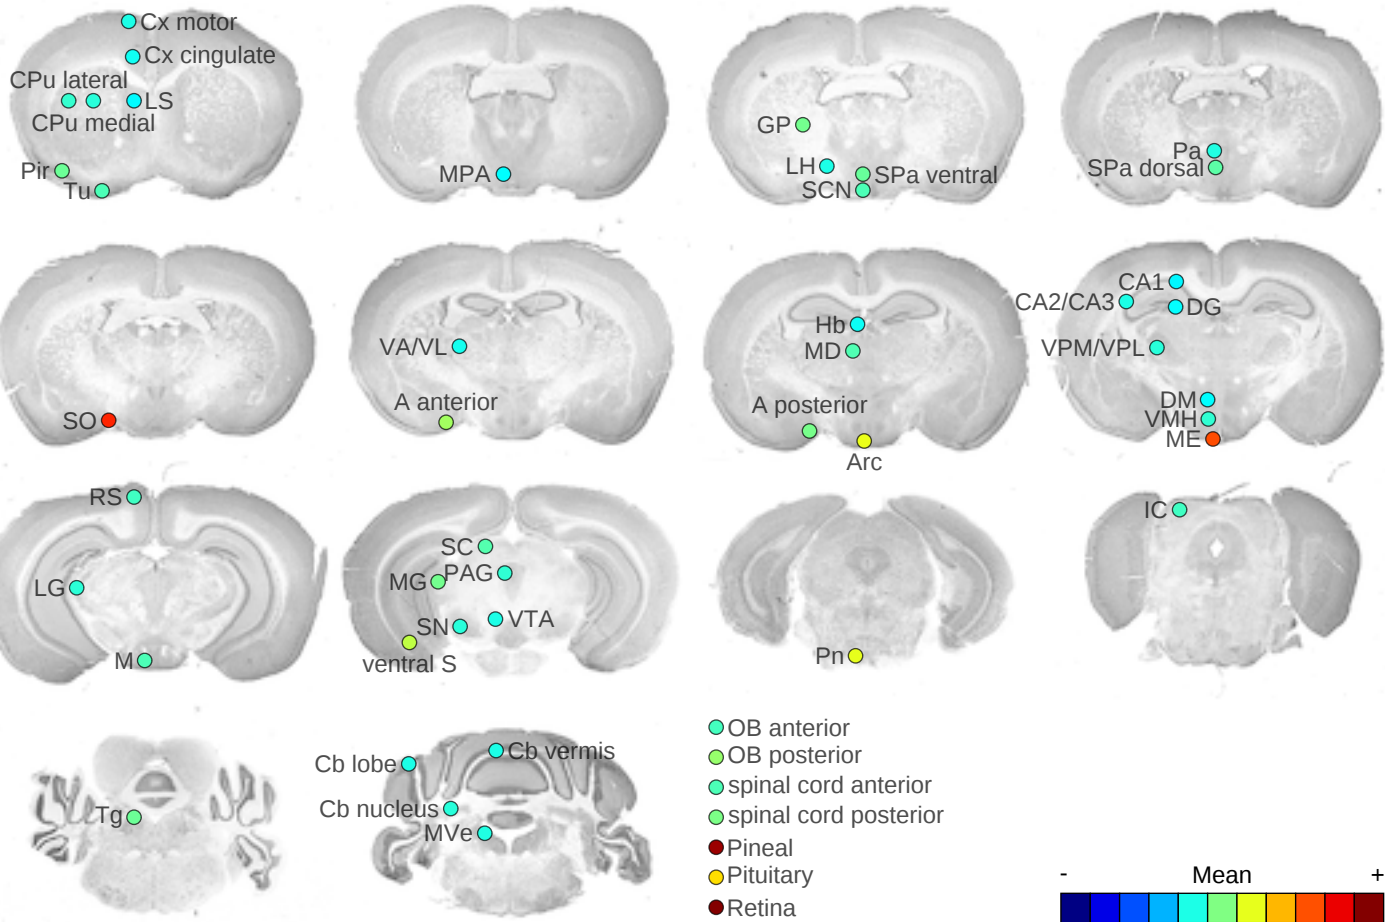 Cx motor
Cx cingulate
CPu lateral
LS
CPu medial
Pir
Tu
MPA
GP
LH
SPa ventral
SCN
Pa
SPa dorsal
SO
VA/VL
A anterior
Hb
MD
A posterior
Arc
CA1
CA2/CA3
DG
VPM/VPL
DM
VMH
ME
RS
LG
M
SC
MG
PAG
SN
VTA
ventral S
Pn
IC
Tg
Cb lobe
Cb vermis
Cb nucleus
MVe
OB anterior
OB posterior
spinal cord anterior
spinal cord posterior
Pineal
Pituitary
Retina
- Mean +